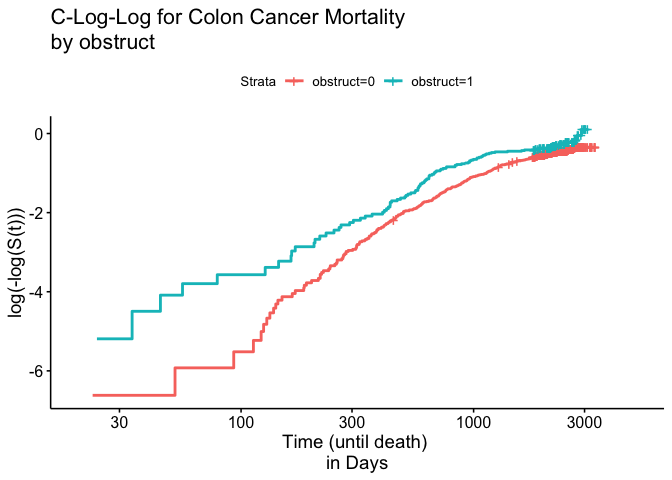 C-Log-Log for Colon Cancer Mortality
by obstruct
Strata obstruct=0 obstruct=1
log(-log(S(t)))
0
-2
-4
-6
30 100 300 1000 3000
Time (until death)
in Days